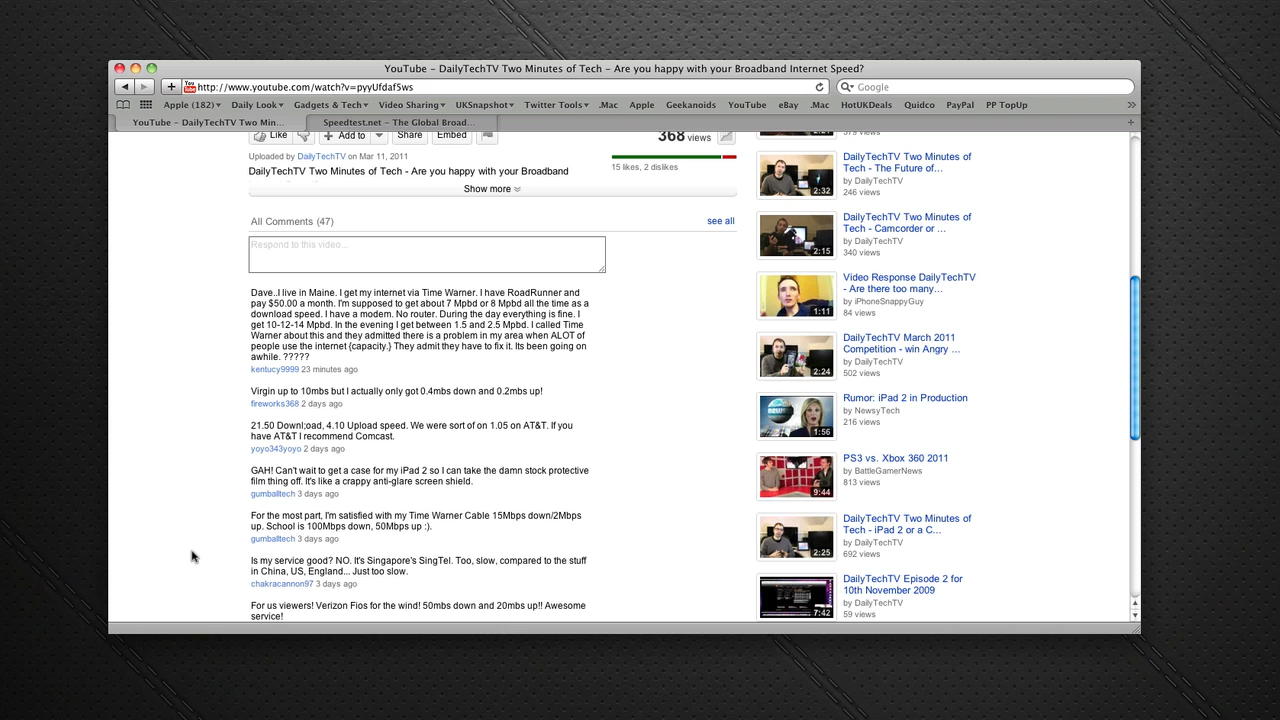 YouTube – DailyTechTV Two Minutes of Tech – Are you happy with your Broadband Internet Speed?
You Tube http://www.youtube.com/watch?v=pyyUfdaf5ws
Google
Apple (182) Daily Look Gadgets & Tech Video Sharing UKSnapshot Twitter Tools .Mac Apple Geekanoids YouTube eBay .Mac HotUKDeals Quidco PayPal PP TopUp
YouTube – DailyTechTV Two Min...
Speedtest.net – The Global Broad...
Like
Add to
Share
Embed
368 views
Uploaded by DailyTechTV on Mar 11, 2011
15 likes, 2 dislikes
DailyTechTV Two Minutes of Tech - Are you happy with your Broadband
Show more
All Comments (47)
see all
Respond to this video...
Dave..I live in Maine. I get my internet via Time Warner. I have RoadRunner and
pay $50.00 a month. I'm supposed to get about 7 Mpbd or 8 Mpbd all the time as a
download speed. I have a modem. No router. During the day everything is fine. I
get 10-12-14 Mpbd. In the evening I get between 1.5 and 2.5 Mpbd. I called Time
Warner about this and they admitted there is a problem in my area when ALOT of
people use the internet {capacity.} They admit they have to fix it. Its been going on
awhile. ?????
kentucy9999 23 minutes ago
Virgin up to 10mbs but I actually only got 0.4mbs down and 0.2mbs up!
fireworks368 2 days ago
21.50 Downl;oad, 4.10 Upload speed. We were sort of on 1.05 on AT&T. If you
have AT&T I recommend Comcast.
yoyo343yoyo 2 days ago
GAH! Can't wait to get a case for my iPad 2 so I can take the damn stock protective
film thing off. It's like a crappy anti-glare screen shield.
gumballtech 3 days ago
For the most part, I'm satisfied with my Time Warner Cable 15Mbps down/2Mbps
up. School is 100Mbps down, 50Mbps up :).
gumballtech 3 days ago
Is my service good? NO. It's Singapore's SingTel. Too, slow, compared to the stuff
in China, US, England... Just too slow.
chakracannon97 3 days ago
For us viewers! Verizon Fios for the wind! 50mbs down and 20mbs up!! Awesome
service!
379 views
DailyTechTV Two Minutes of
Tech - The Future of...
by DailyTechTV
246 views
2:32
DailyTechTV Two Minutes of
Tech - Camcorder or ...
by DailyTechTV
340 views
2:15
Video Response DailyTechTV
- Are there too many...
by iPhoneSnappyGuy
84 views
1:11
DailyTechTV March 2011
Competition - win Angry ...
by DailyTechTV
502 views
2:24
Rumor: iPad 2 in Production
by NewsyTech
216 views
1:56
PS3 vs. Xbox 360 2011
by BattleGamerNews
813 views
9:44
DailyTechTV Two Minutes of
Tech - iPad 2 or a C...
by DailyTechTV
692 views
2:25
DailyTechTV Episode 2 for
10th November 2009
by DailyTechTV
59 views
7:42